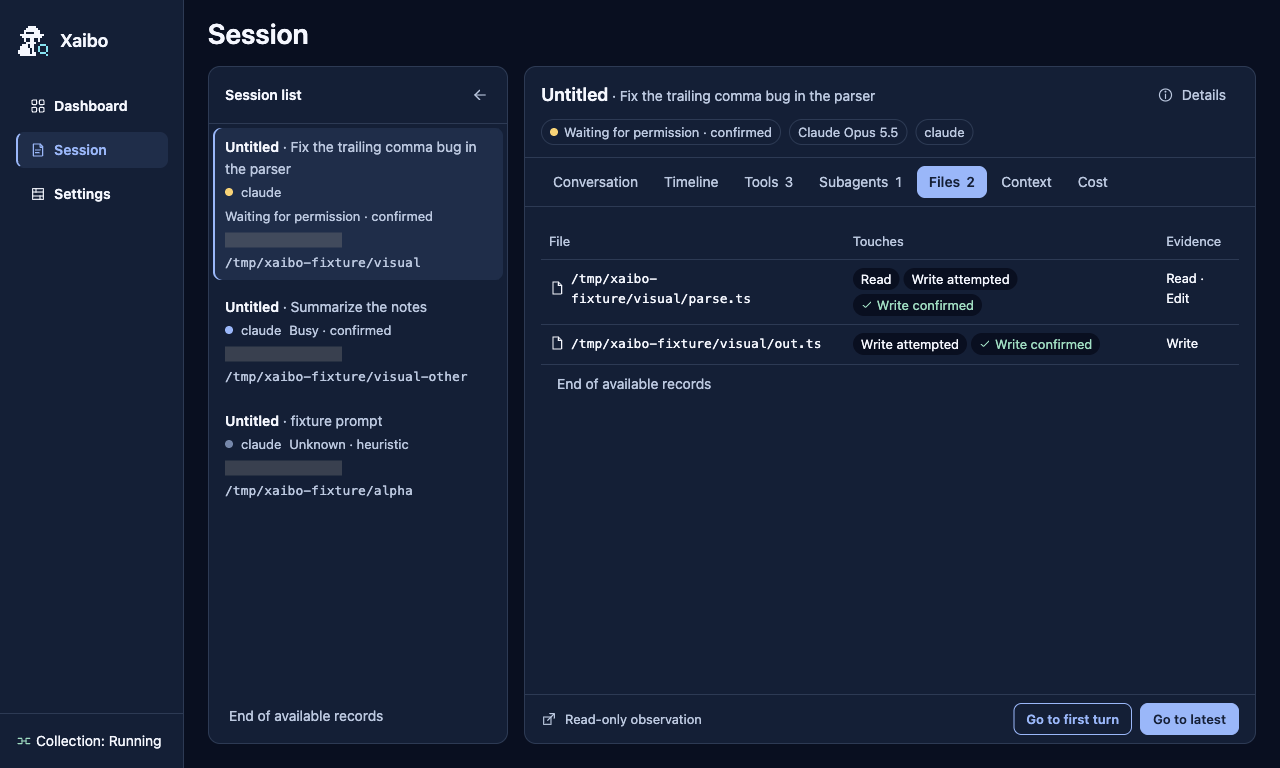 Xaibo
Dashboard
Session
Settings
Collection: Running
Session
Session list
Untitled · Fix the trailing comma bug in
the parser
claude
Waiting for permission · confirmed
/tmp/xaibo-fixture/visual
Untitled · Summarize the notes
claude Busy · confirmed
/tmp/xaibo-fixture/visual-other
Untitled · fixture prompt
claude Unknown · heuristic
/tmp/xaibo-fixture/alpha
End of available records
Untitled · Fix the trailing comma bug in the parser
Details
Waiting for permission · confirmed
Claude Opus 5.5
claude
Conversation Timeline Tools 3 Subagents 1 Files 2 Context Cost
File Touches Evidence
/tmp/xaibo-
fixture/visual/parse.ts
Read Write attempted
✓ Write confirmed
Read ·
Edit
/tmp/xaibo-fixture/visual/out.ts Write attempted ✓ Write confirmed Write
End of available records
Read-only observation
Go to first turn
Go to latest